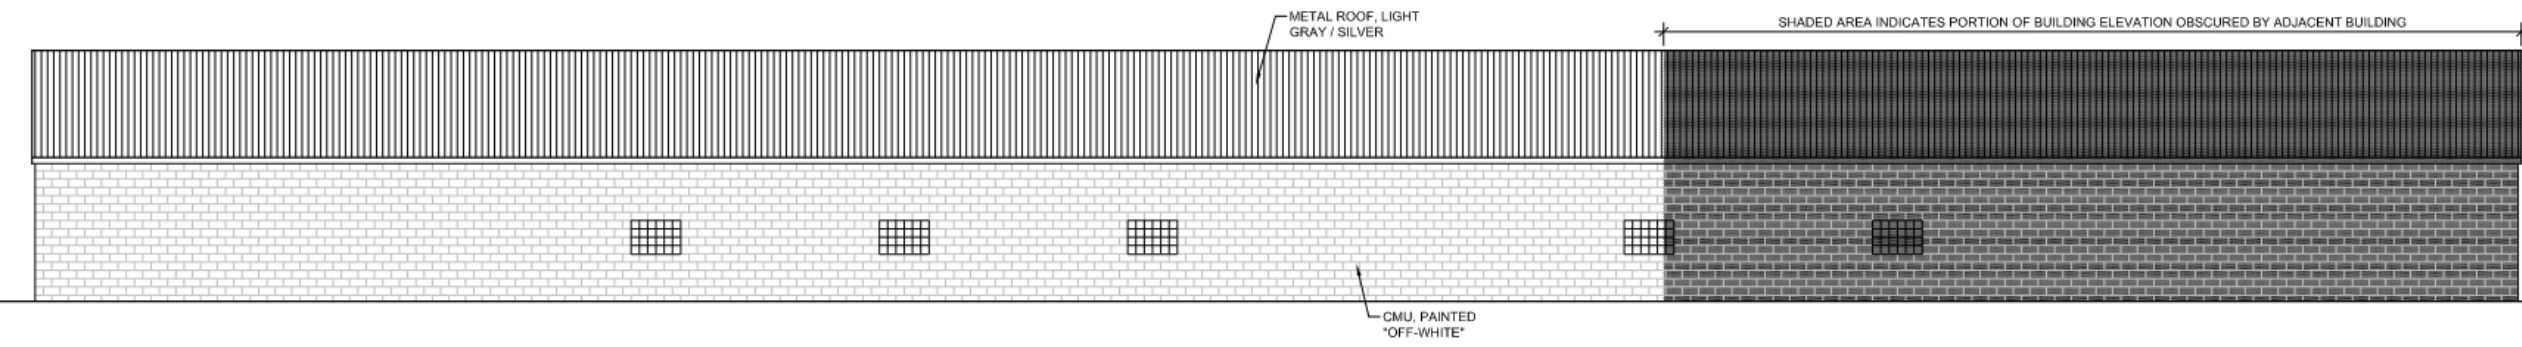 METAL ROOF, LIGHT
GRAY / SILVER
SHADED AREA INDICATES PORTION OF BUILDING ELEVATION OBSCURED BY ADJACENT BUILDING
CMU, PAINTED
"OFF-WHITE"